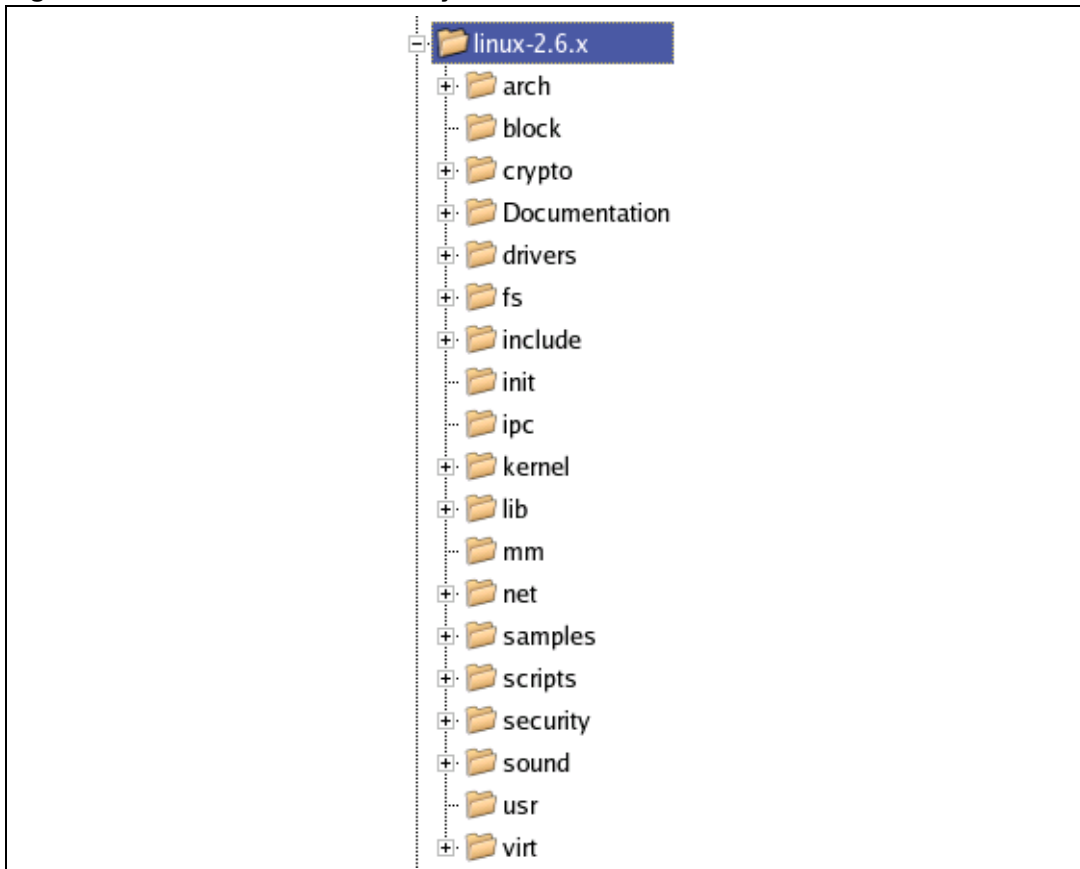 linux-2.6.x
arch
block
crypto
Documentation
drivers
fs
include
init
ipc
kernel
lib
mm
net
samples
scripts
security
sound
usr
virt